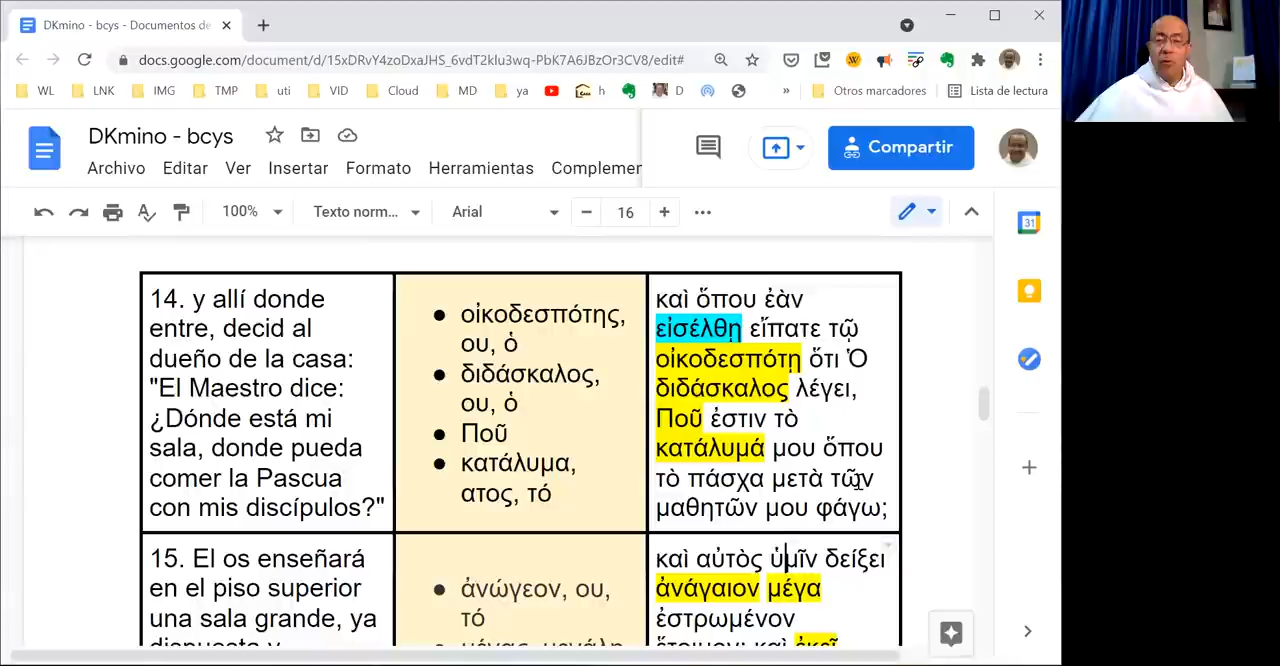 DKmino - bcys - Documentos de
docs.google.com/document/d/15xDRvY4zoDxaJHS_6vdT2klu3wq-PbK7A6JBzOr3CV8/edit#
WL LNK IMG TMP uti VID Cloud MD ya h D » Otros marcadores Lista de lectura
DKmino - bcys
Compartir
Archivo Editar Ver Insertar Formato Herramientas Complemen
100% Texto norm... Arial 16
31
14. y allí donde
entre, decid al
dueño de la casa:
"El Maestro dice:
¿Dónde está mi
sala, donde pueda
comer la Pascua
con mis discípulos?"
● οἰκοδεσπότης,
ου, ὁ
● διδάσκαλος,
ου, ὁ
● Ποῦ
● κατάλυμα,
ατος, τό
καὶ ὅπου ἐὰν
εἰσέλθῃ εἴπατε τῷ
οἰκοδεσπότῃ ὅτι Ὁ
διδάσκαλος λέγει,
Ποῦ ἐστιν τὸ
κατάλυμά μου ὅπου
τὸ πάσχα μετὰ τῶν
μαθητῶν μου φάγω;
15. El os enseñará
en el piso superior
una sala grande, ya
● ἀνώγεον, ου,
τό
καὶ αὐτὸς ὑμῖν δείξει
ἀνάγαιον μέγα
ἐστρωμένον